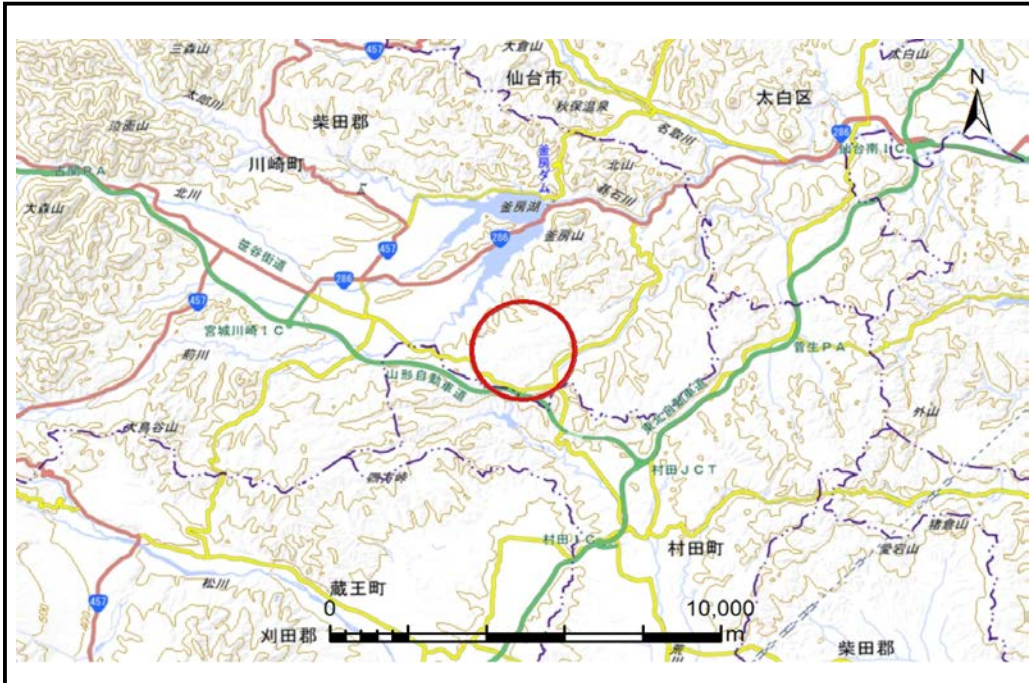 三森山
457
大倉山
仙台市
太白山
N
太郎川
秋保温泉
太白区
柴田郡
名取川
286
仙台南IC
泣面山
釜房ダム
北山
川崎町
古関PA
北川
碁石川
大森山
釜房湖
釜房山
286
457
笹谷街道
286
457
宮城川崎IC
菅生PA
前川
山形自動車道
東北自動車道
外山
大鳥谷山
四方峠
村田JCT
猪倉山
村田IC
村田町
愛宕山
松川
蔵王町
457
0
10,000
刈田郡
m
柴田郡
荒川